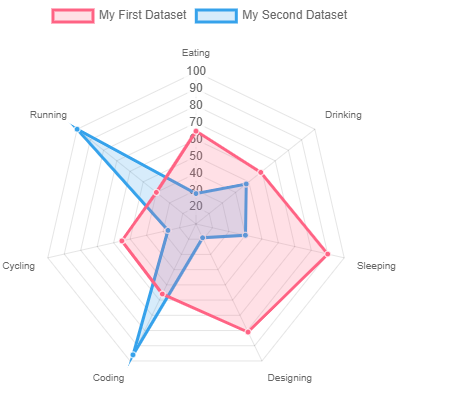 My First Dataset My Second Dataset
Eating
100
90
80
70
60
50
40
30
20
Drinking
Running
Sleeping
Cycling
Designing
Coding